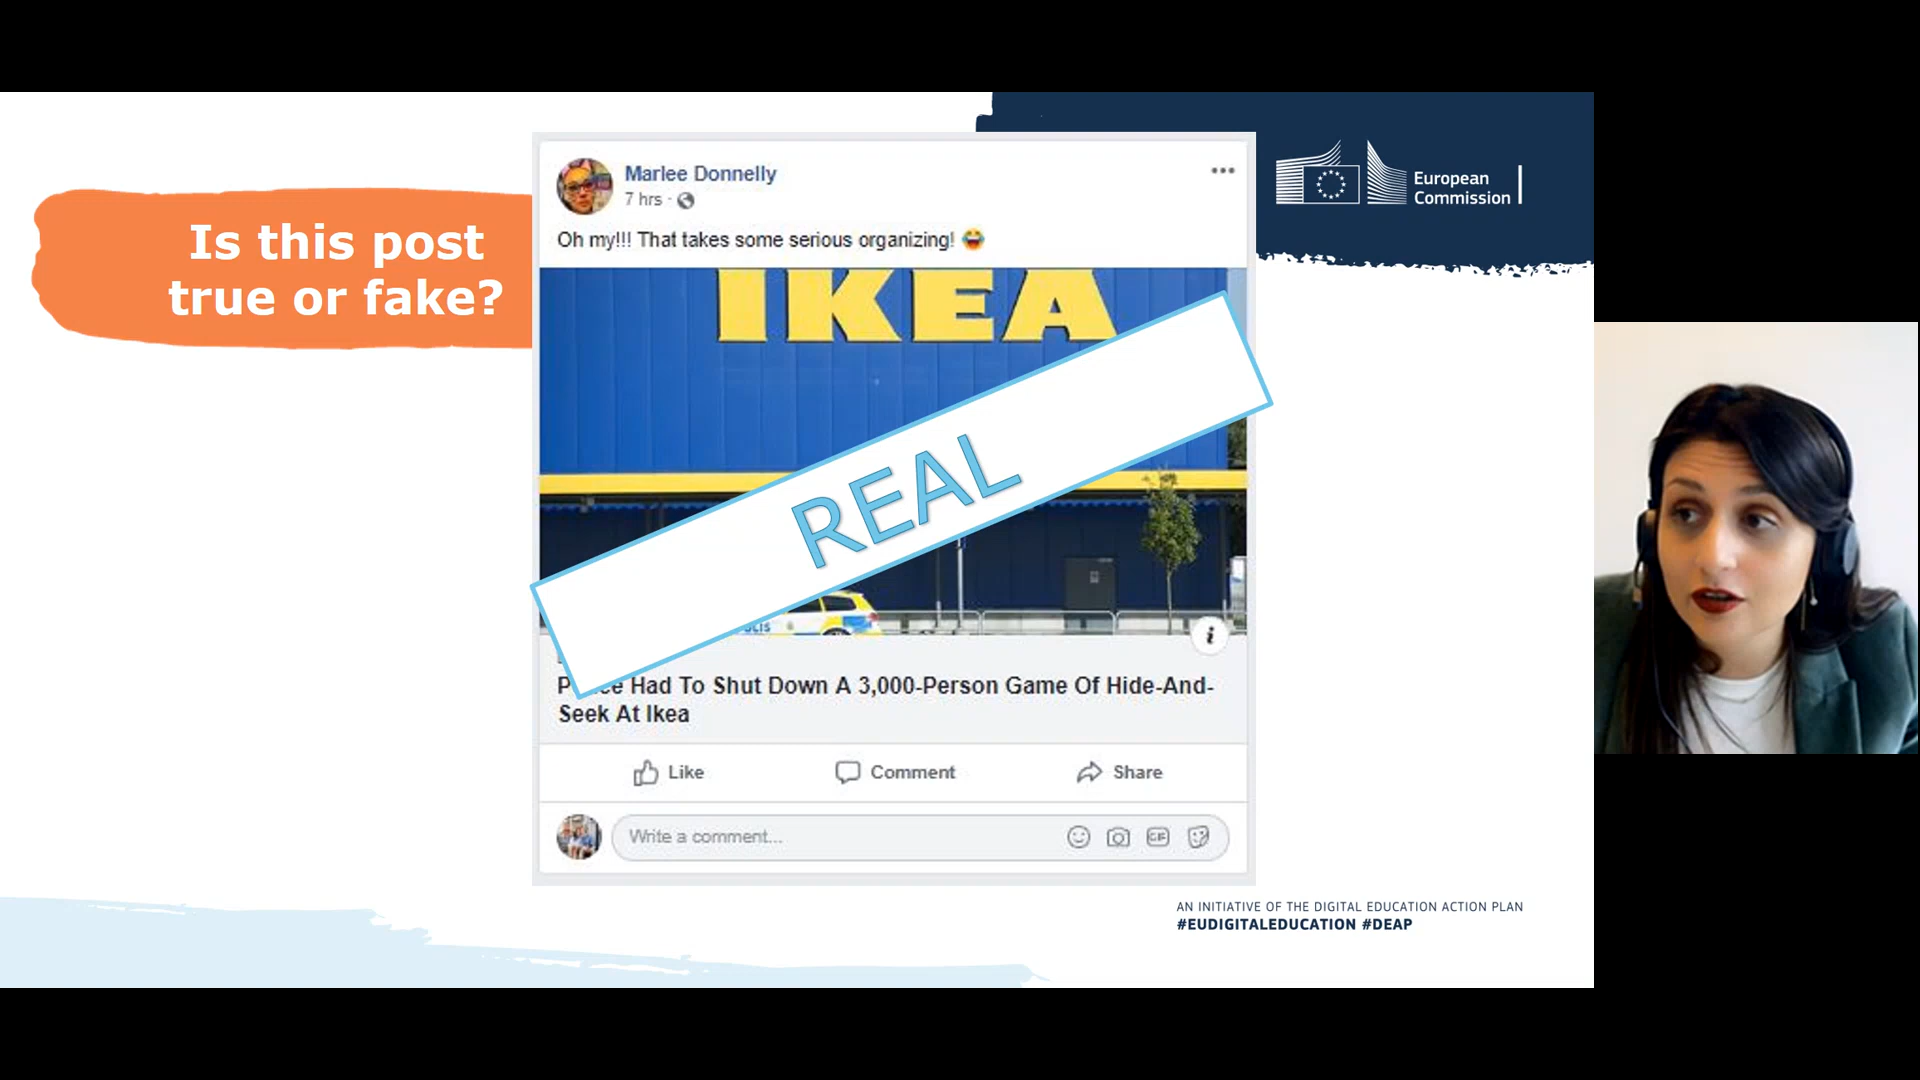 Is this post
true or fake?
Marlee Donnelly
7 hrs ·
Oh my!!! That takes some serious organizing!
IKEA
REAL
Had To Shut Down A 3,000-Person Game Of Hide-And-
Seek At Ikea
Like
Comment
Share
Write a comment...
GIF
European
Commission
AN INITIATIVE OF THE DIGITAL EDUCATION ACTION PLAN
#EUDIGITALEDUCATION #DEAP